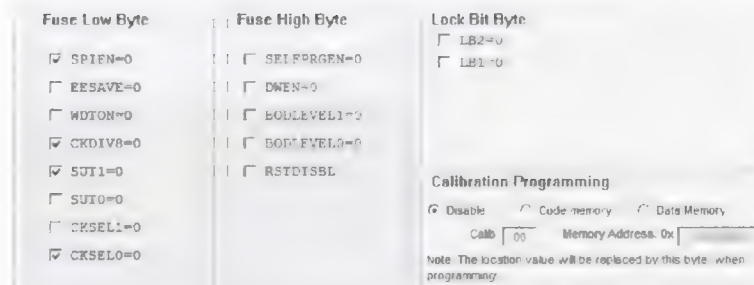 Fuse Low Byte
SPIEN=0
EESAVE=0
WDTON=0
CKDIV8=0
SUT1=0
SUT0=0
CKSEL1=0
CKSEL0=0
Fuse High Byte
SELFPRGEN=0
DWEN=0
BODLEVEL1=0
BODLEVEL0=0
RSTDISBL
Lock Bit Byte
LB2=0
LB1=0
Calibration Programming
Disable Code memory Data Memory
Calib 00 Memory Address: 0x
Note: The location value will be replaced by this byte when
programming